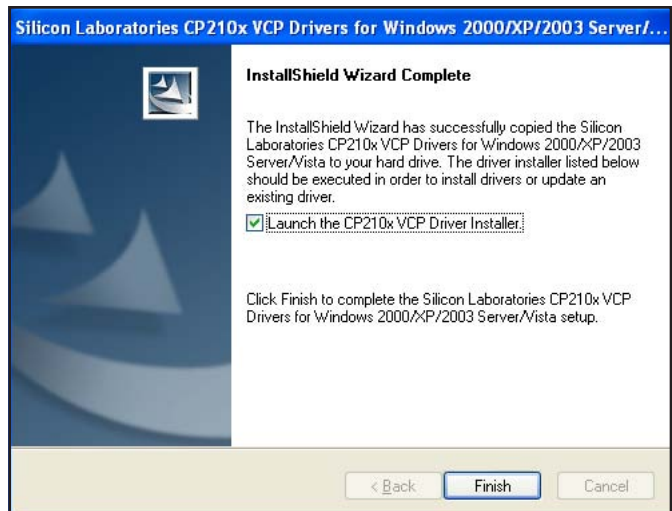 Silicon Laboratories CP210x VCP Drivers for Windows 2000/XP/2003 Server/...
InstallShield Wizard Complete
The InstallShield Wizard has successfully copied the Silicon
Laboratories CP210x VCP Drivers for Windows 2000/XP/2003
Server/Vista to your hard drive. The driver installer listed below
should be executed in order to install drivers or update an
existing driver.
Launch the CP210x VCP Driver Installer.
Click Finish to complete the Silicon Laboratories CP210x VCP
Drivers for Windows 2000/XP/2003 Server/Vista setup.
< Back
Finish
Cancel